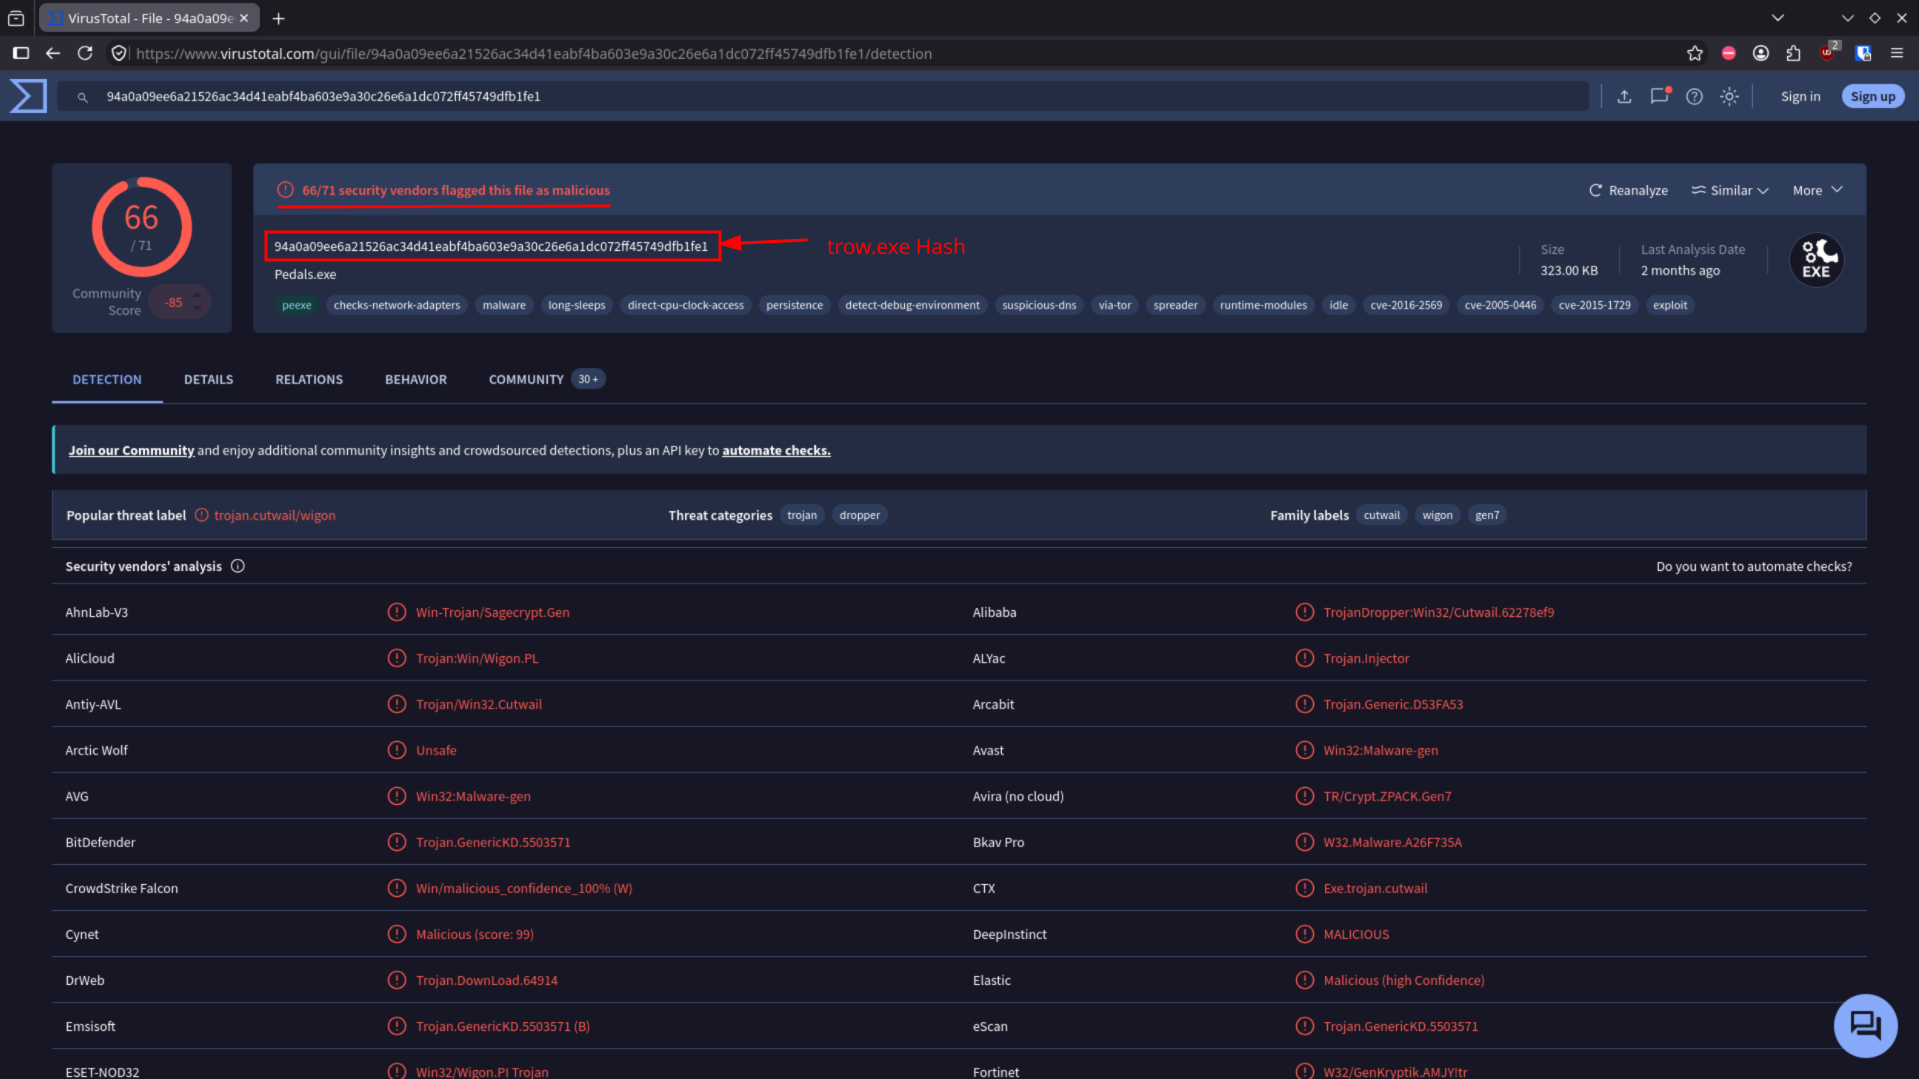 VirusTotal - File - 94a0a09e
https://www.virustotal.com/gui/file/94a0a09ee6a21526ac34d41eabf4ba603e9a30c26e6a1dc072ff45749dfb1fe1/detection
2
94a0a09ee6a21526ac34d41eabf4ba603e9a30c26e6a1dc072ff45749dfb1fe1
Sign in
Sign up
66
/ 71
Community Score
-85
66/71 security vendors flagged this file as malicious
Reanalyze
Similar
More
94a0a09ee6a21526ac34d41eabf4ba603e9a30c26e6a1dc072ff45749dfb1fe1
trow.exe Hash
Pedals.exe
Size
323.00 KB
Last Analysis Date
2 months ago
EXE
peexe checks-network-adapters malware long-sleeps direct-cpu-clock-access persistence detect-debug-environment suspicious-dns via-tor spreader runtime-modules idle cve-2016-2569 cve-2005-0446 cve-2015-1729 exploit
DETECTION DETAILS RELATIONS BEHAVIOR COMMUNITY 30 +
Join our Community and enjoy additional community insights and crowdsourced detections, plus an API key to automate checks.
Popular threat label trojan.cutwail/wigon
Threat categories trojan dropper
Family labels cutwail wigon gen7
Security vendors' analysis
Do you want to automate checks?
AhnLab-V3 Win-Trojan/Sagecrypt.Gen Alibaba TrojanDropper:Win32/Cutwail.62278ef9
AliCloud Trojan:Win/Wigon.PL ALYac Trojan.Injector
Antiy-AVL Trojan/Win32.Cutwail Arcabit Trojan.Generic.D53FA53
Arctic Wolf Unsafe Avast Win32:Malware-gen
AVG Win32:Malware-gen Avira (no cloud) TR/Crypt.ZPACK.Gen7
BitDefender Trojan.GenericKD.5503571 Bkav Pro W32.Malware.A26F735A
CrowdStrike Falcon Win/malicious_confidence_100% (W) CTX Exe.trojan.cutwail
Cynet Malicious (score: 99) DeepInstinct MALICIOUS
DrWeb Trojan.DownLoad.64914 Elastic Malicious (high Confidence)
Emsisoft Trojan.GenericKD.5503571 (B) eScan Trojan.GenericKD.5503571
ESET-NOD32 Win32/Wigon.PI Trojan Fortinet W32/GenKryptik.AMJY!tr